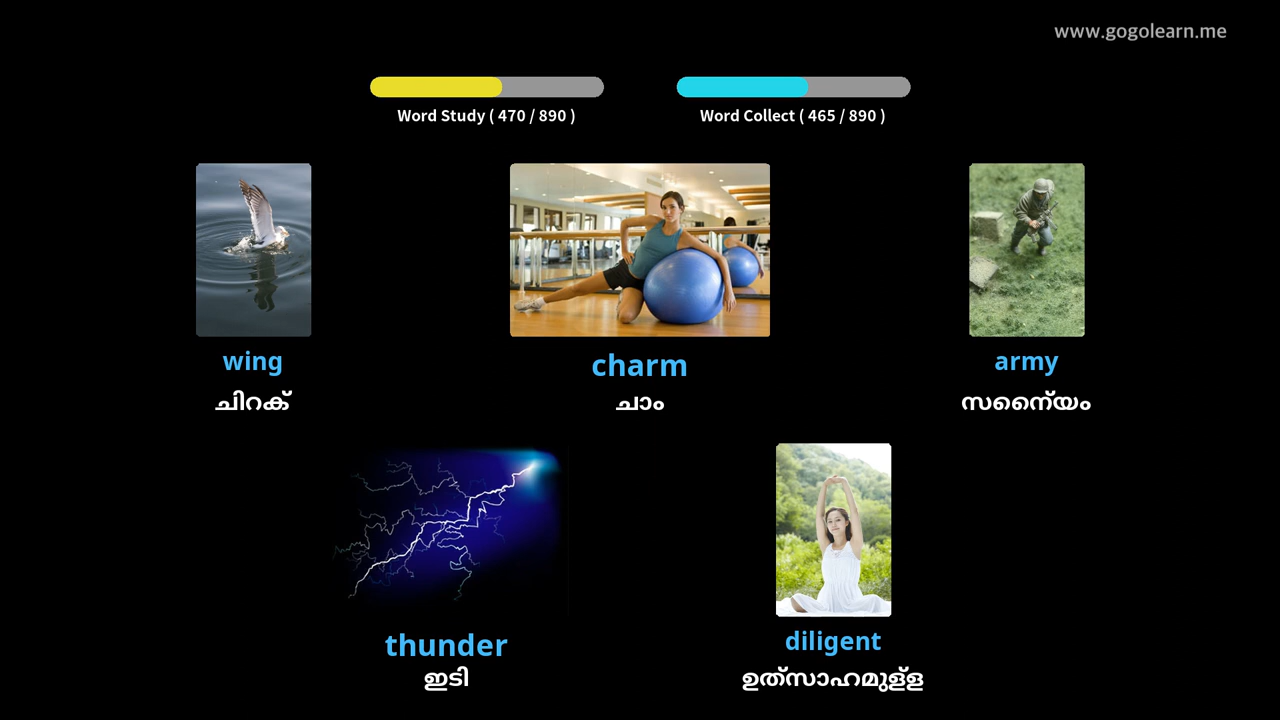 www.gogolearn.me
Word Study ( 470 / 890 )
Word Collect ( 465 / 890 )
wing
ചിറക്
charm
ചാം
army
സൈന്യം
thunder
ഇടി
diligent
ഉത്സാഹമുള്ള